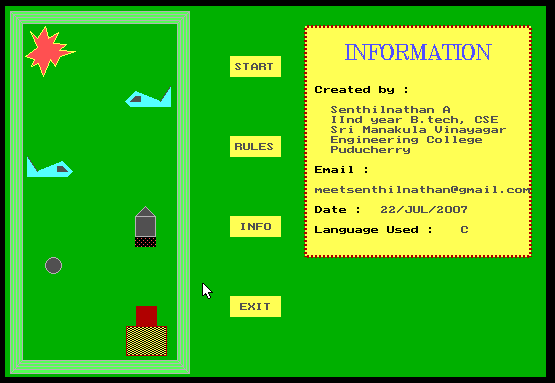 START
RULES
INFO
EXIT
INFORMATION
Created by :
Senthilnathan A
IInd year B.tech, CSE
Sri Manakula Vinayagar
Engineering College
Puducherry
Email :
meetsenthilnathan@gmail.com
Date : 22/JUL/2007
Language Used : C